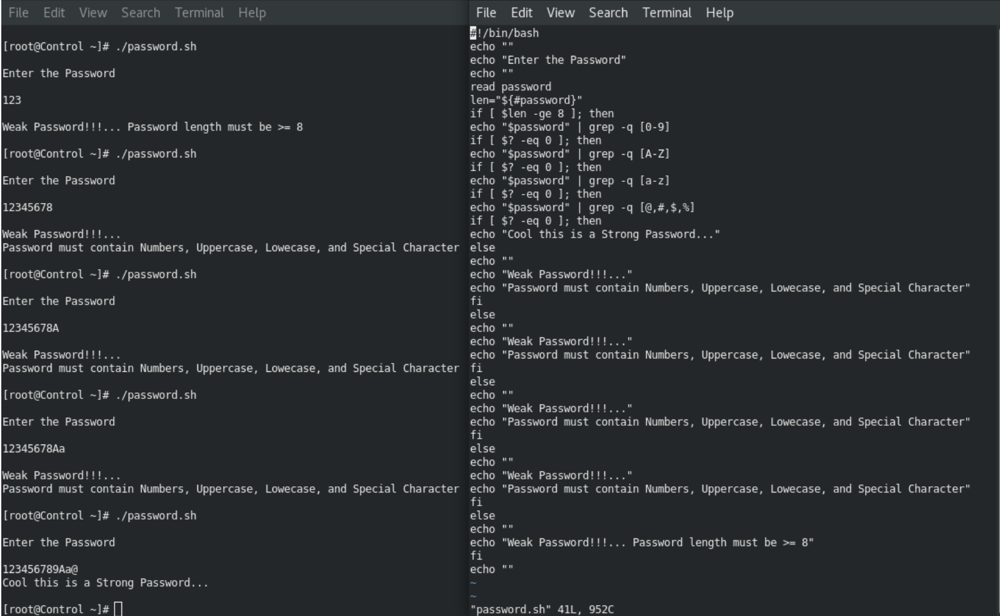 File Edit View Search Terminal Help
[root@Control ~]# ./password.sh
Enter the Password
123
Weak Password!!!... Password length must be >= 8
[root@Control ~]# ./password.sh
Enter the Password
12345678
Weak Password!!!...
Password must contain Numbers, Uppercase, Lowecase, and Special Character
[root@Control ~]# ./password.sh
Enter the Password
12345678A
Weak Password!!!...
Password must contain Numbers, Uppercase, Lowecase, and Special Character
[root@Control ~]# ./password.sh
Enter the Password
12345678Aa
Weak Password!!!...
Password must contain Numbers, Uppercase, Lowecase, and Special Character
[root@Control ~]# ./password.sh
Enter the Password
123456789Aa@
Cool this is a Strong Password...
[root@Control ~]#
File Edit View Search Terminal Help
#!/bin/bash
echo ""
echo "Enter the Password"
echo ""
read password
len="${#password}"
if [ $len -ge 8 ]; then
echo "$password" | grep -q [0-9]
if [ $? -eq 0 ]; then
echo "$password" | grep -q [A-Z]
if [ $? -eq 0 ]; then
echo "$password" | grep -q [a-z]
if [ $? -eq 0 ]; then
echo "$password" | grep -q [@,#,$,%]
if [ $? -eq 0 ]; then
echo "Cool this is a Strong Password..."
else
echo ""
echo "Weak Password!!!..."
echo "Password must contain Numbers, Uppercase, Lowecase, and Special Character"
fi
else
echo ""
echo "Weak Password!!!..."
echo "Password must contain Numbers, Uppercase, Lowecase, and Special Character"
fi
else
echo ""
echo "Weak Password!!!..."
echo "Password must contain Numbers, Uppercase, Lowecase, and Special Character"
fi
else
echo ""
echo "Weak Password!!!..."
echo "Password must contain Numbers, Uppercase, Lowecase, and Special Character"
fi
else
echo ""
echo "Weak Password!!!... Password length must be >= 8"
fi
echo ""
~
~
"password.sh" 41L, 952C